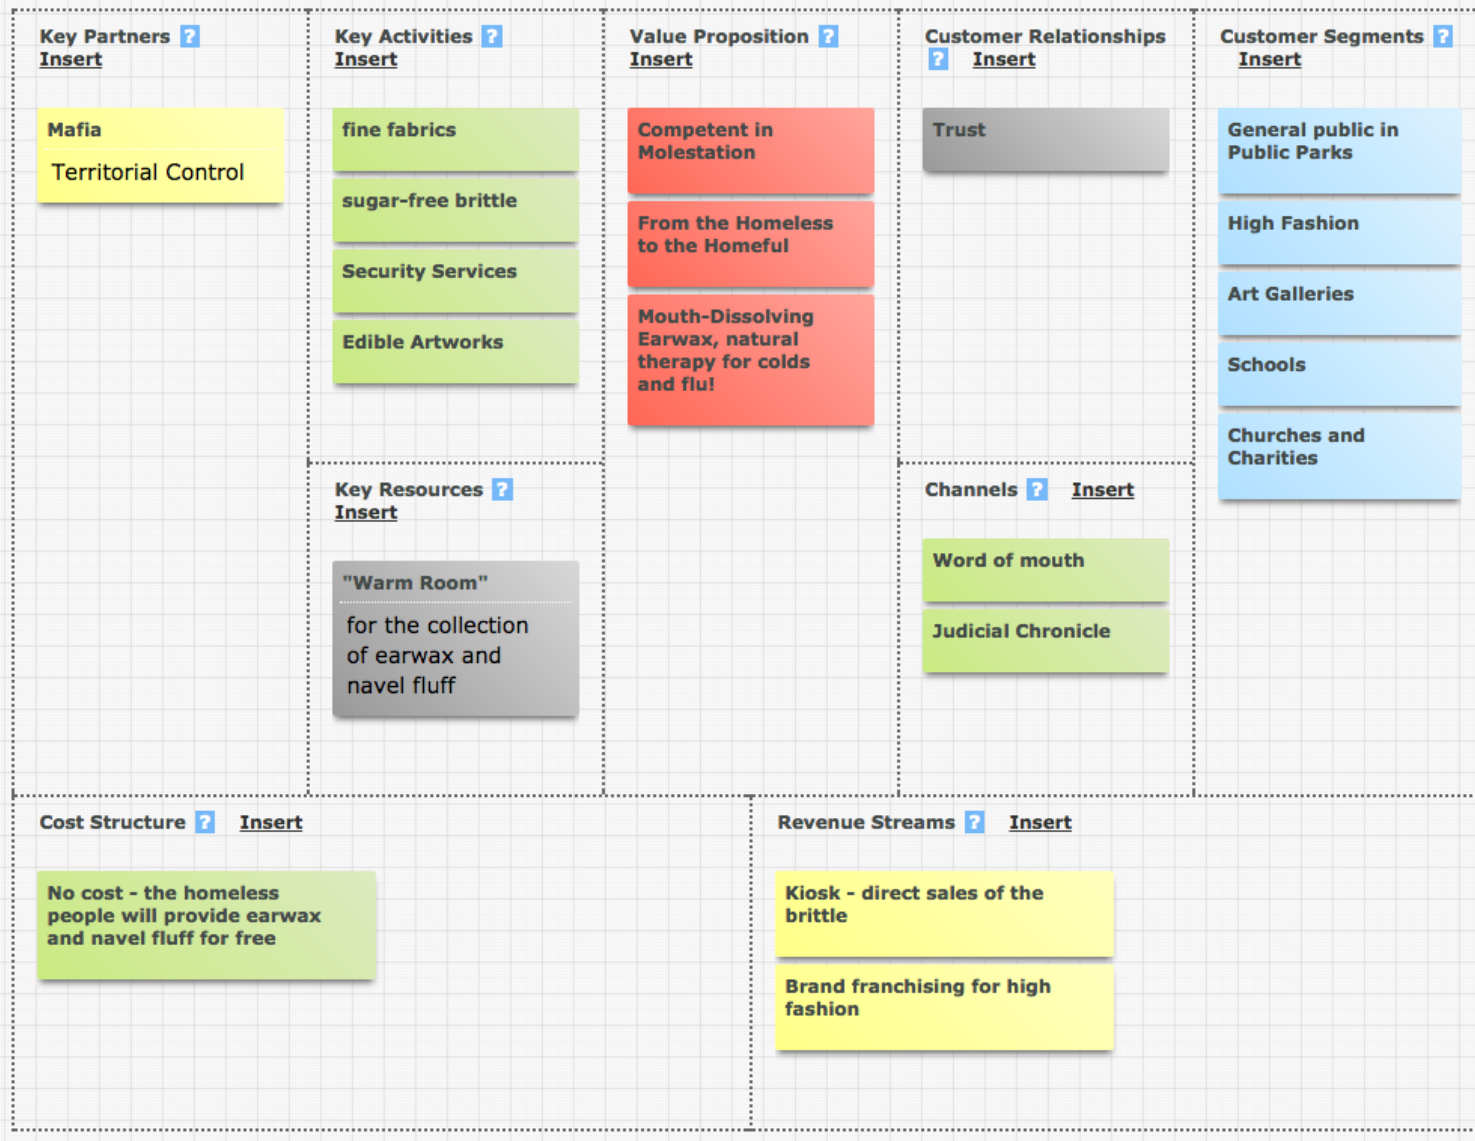 Key Partners ?
Insert
Mafia
Territorial Control
Key Activities ?
Insert
fine fabrics
sugar-free brittle
Security Services
Edible Artworks
Key Resources ?
Insert
"Warm Room"
for the collection
of earwax and
navel fluff
Value Proposition ?
Insert
Competent in
Molestation
From the Homeless
to the Homeful
Mouth-Dissolving
Earwax, natural
therapy for colds
and flu!
Customer Relationships
? Insert
Trust
Channels ? Insert
Word of mouth
Judicial Chronicle
Customer Segments ?
Insert
General public in
Public Parks
High Fashion
Art Galleries
Schools
Churches and
Charities
Cost Structure ? Insert
No cost - the homeless
people will provide earwax
and navel fluff for free
Revenue Streams ? Insert
Kiosk - direct sales of the
brittle
Brand franchising for high
fashion